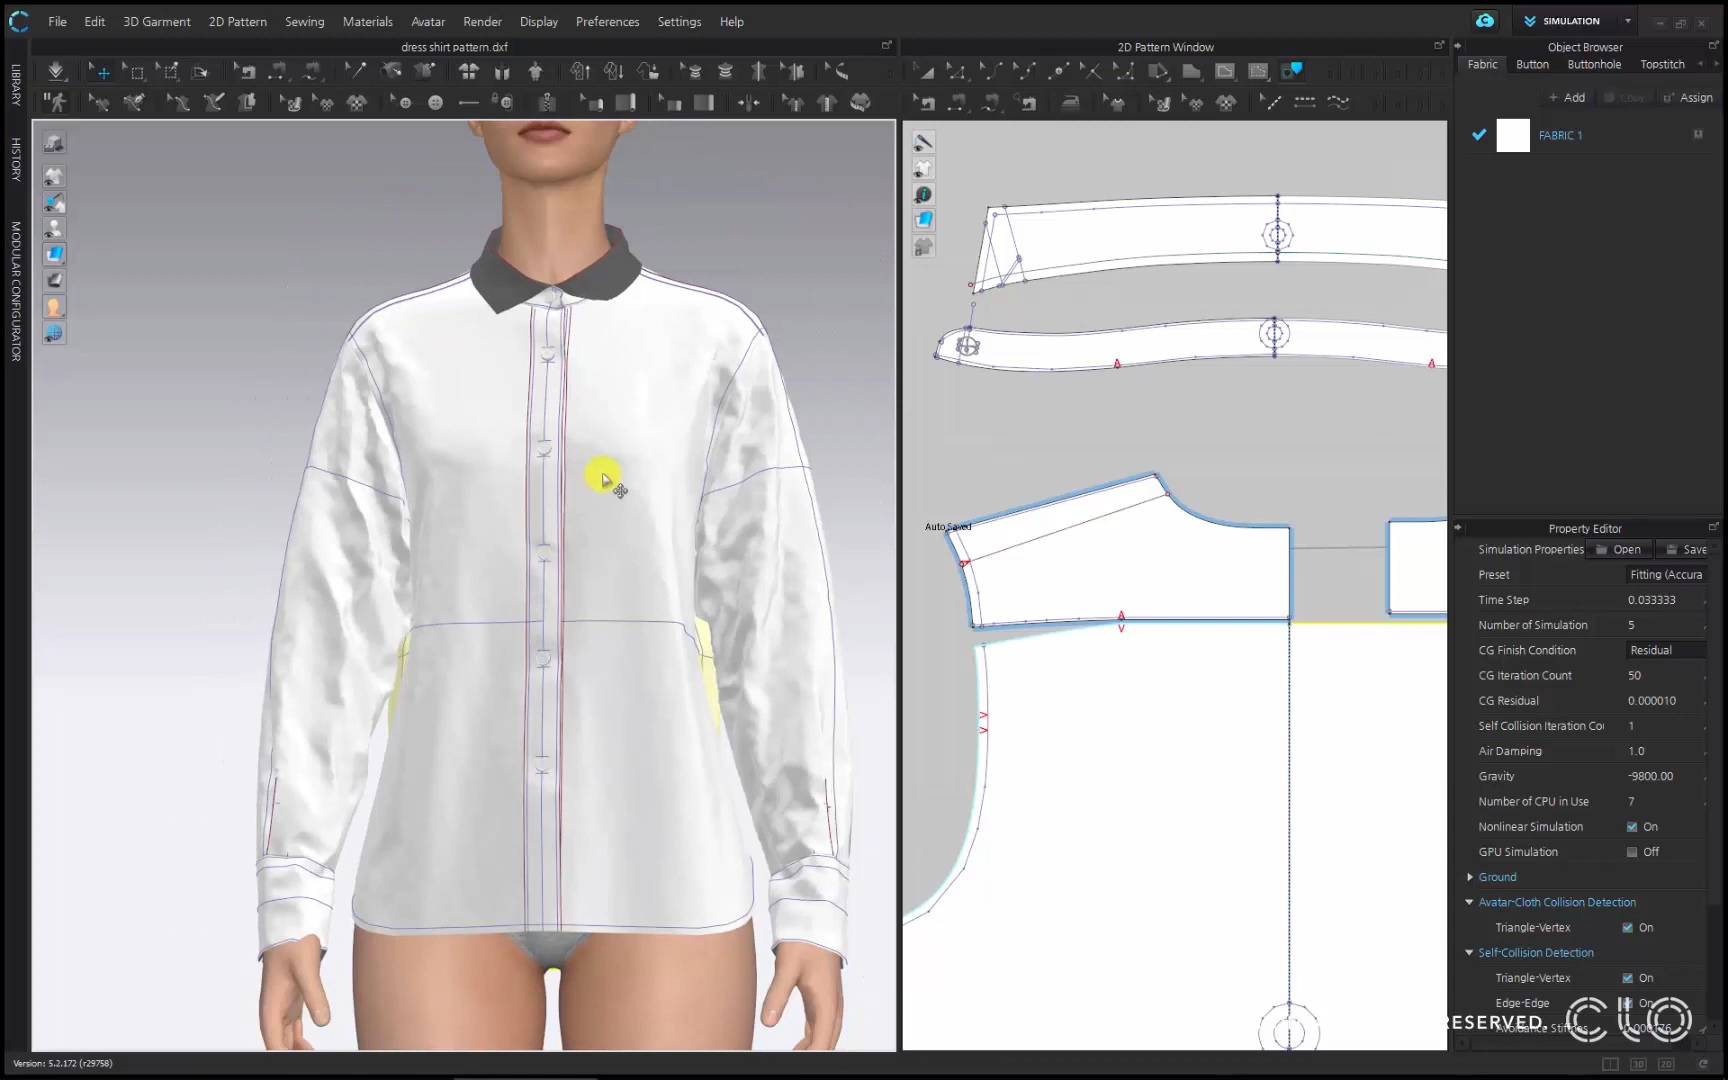 File Edit 3D Garment 2D Pattern Sewing Materials Avatar Render Display Preferences Settings Help
SIMULATION
dress shirt pattern.dxf
2D Pattern Window
Object Browser
LIBRARY
HISTORY
MODULAR CONFIGURATOR
Fabric Button Buttonhole Topstitch
+ Add Copy Assign
FABRIC 1
Auto Saved
Property Editor
Simulation Properties Open Save
Preset Fitting (Accura
Time Step 0.033333
Number of Simulation 5
CG Finish Condition Residual
CG Iteration Count 50
CG Residual 0.000010
Self Collision Iteration Co 1
Air Damping 1.0
Gravity -9800.00
Number of CPU in Use 7
Nonlinear Simulation On
GPU Simulation Off
Ground
Avatar-Cloth Collision Detection
Triangle-Vertex On
Self-Collision Detection
Triangle-Vertex On
Edge-Edge On
RESERVED. CLO
Version: 5.2.172 (r29758)
3D 2D